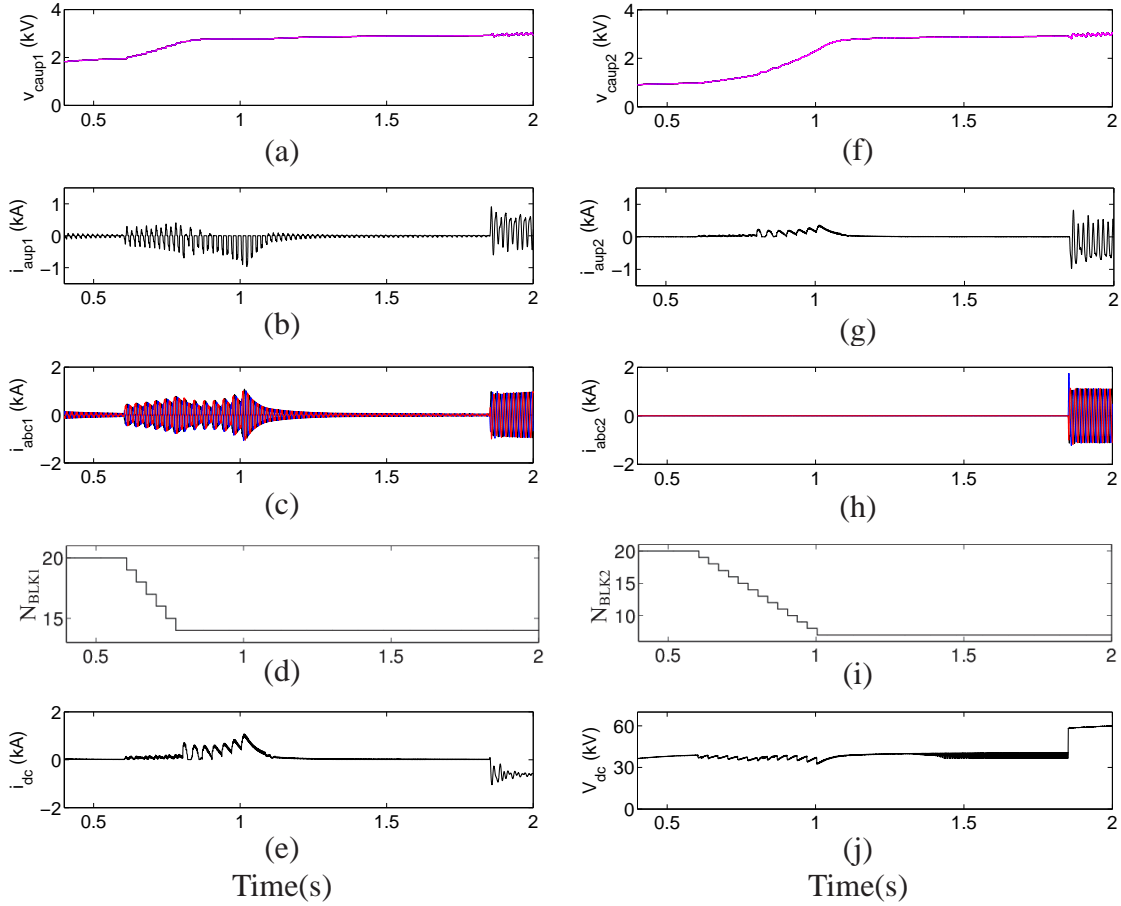 4
2
0
v_caup1 (kV)
0.5 1 1.5 2
(a)
4
2
0
v_caup2 (kV)
0.5 1 1.5 2
(f)
1
0
−1
i_aup1 (kA)
0.5 1 1.5 2
(b)
1
0
−1
i_aup2 (kA)
0.5 1 1.5 2
(g)
2
0
−2
i_abc1 (kA)
0.5 1 1.5 2
(c)
2
0
−2
i_abc2 (kA)
0.5 1 1.5 2
(h)
20
15
N_BLK1
0.5 1 1.5 2
(d)
20
15
10
N_BLK2
0.5 1 1.5 2
(i)
2
0
−2
i_dc (kA)
0.5 1 1.5 2
(e)
Time(s)
60
30
0
V_dc (kV)
0.5 1 1.5 2
(j)
Time(s)